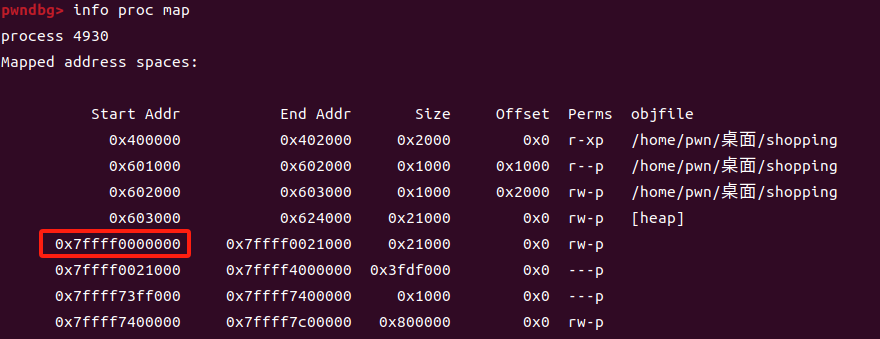 pwndbg> info proc map
process 4930
Mapped address spaces:
Start Addr End Addr Size Offset Perms objfile
0x400000 0x402000 0x2000 0x0 r-xp /home/pwn/桌面/shopping
0x601000 0x602000 0x1000 0x1000 r--p /home/pwn/桌面/shopping
0x602000 0x603000 0x1000 0x2000 rw-p /home/pwn/桌面/shopping
0x603000 0x624000 0x21000 0x0 rw-p [heap]
0x7ffff0000000 0x7ffff0021000 0x21000 0x0 rw-p
0x7ffff0021000 0x7ffff4000000 0x3fdf000 0x0 ---p
0x7ffff73ff000 0x7ffff7400000 0x1000 0x0 ---p
0x7ffff7400000 0x7ffff7c00000 0x800000 0x0 rw-p